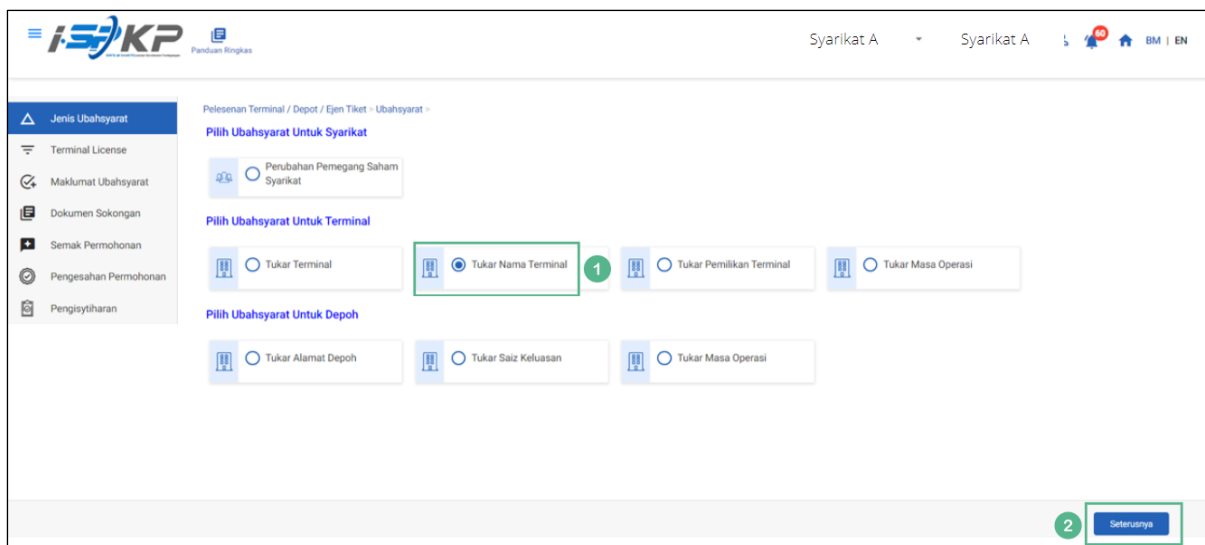 i-SPKP
Panduan Ringkas
Syarikat A
Syarikat A
60
BM | EN
Jenis Ubahsyarat
Terminal License
Maklumat Ubahsyarat
Dokumen Sokongan
Semak Permohonan
Pengesahan Permohonan
Pengisytiharan
Pelesenan Terminal / Depot / Ejen Tiket > Ubahsyarat >
Pilih Ubahsyarat Untuk Syarikat
Perubahan Pemegang Saham
Syarikat
Pilih Ubahsyarat Untuk Terminal
Tukar Terminal
Tukar Nama Terminal
1
Tukar Pemilikan Terminal
Tukar Masa Operasi
Pilih Ubahsyarat Untuk Depoh
Tukar Alamat Depoh
Tukar Saiz Keluasan
Tukar Masa Operasi
2
Seterusnya